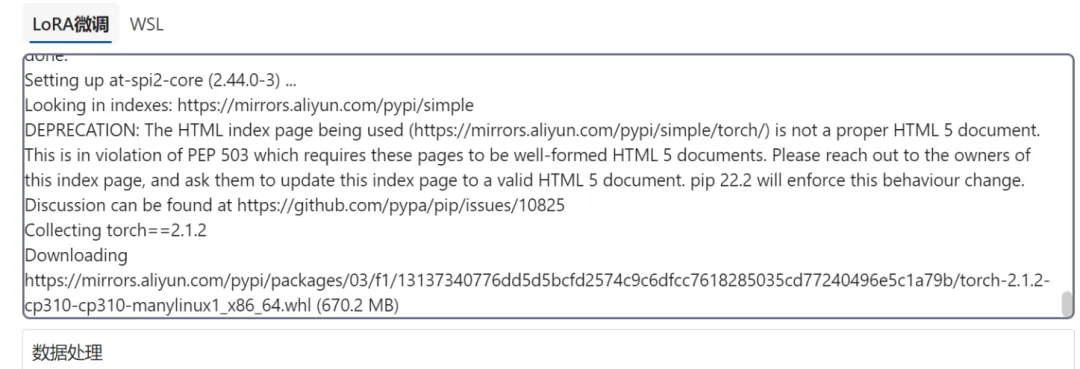 LoRA微调 WSL
done.
Setting up at-spi2-core (2.44.0-3) ...
Looking in indexes: https://mirrors.aliyun.com/pypi/simple
DEPRECATION: The HTML index page being used (https://mirrors.aliyun.com/pypi/simple/torch/) is not a proper HTML 5 document.
This is in violation of PEP 503 which requires these pages to be well-formed HTML 5 documents. Please reach out to the owners of
this index page, and ask them to update this index page to a valid HTML 5 document. pip 22.2 will enforce this behaviour change.
Discussion can be found at https://github.com/pypa/pip/issues/10825
Collecting torch==2.1.2
Downloading
https://mirrors.aliyun.com/pypi/packages/03/f1/13137340776dd5d5bcfd2574c9c6dfcc7618285035cd77240496e5c1a79b/torch-2.1.2-
cp310-cp310-manylinux1_x86_64.whl (670.2 MB)
数据处理